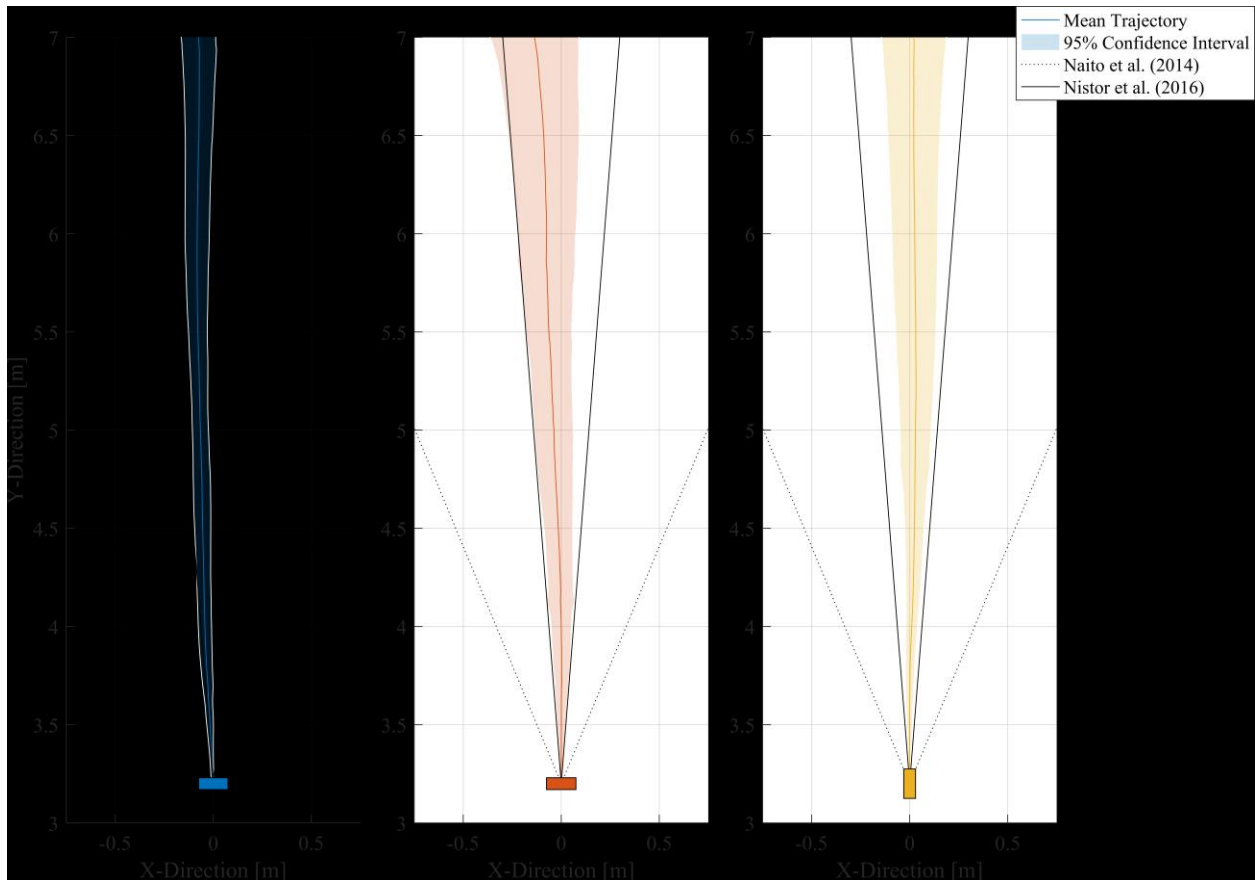 Mean Trajectory
95% Confidence Interval
Naito et al. (2014)
Nistor et al. (2016)
7
6.5
6
5.5
5
4.5
4
3.5
3
Y-Direction [m]
-0.5 0 0.5
X-Direction [m]
7
6.5
6
5.5
5
4.5
4
3.5
3
-0.5 0 0.5
X-Direction [m]
7
6.5
6
5.5
5
4.5
4
3.5
3
-0.5 0 0.5
X-Direction [m]